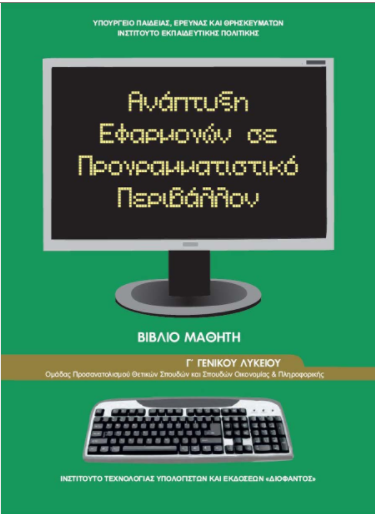 ΥΠΟΥΡΓΕΙΟ ΠΑΙΔΕΙΑΣ, ΕΡΕΥΝΑΣ ΚΑΙ ΘΡΗΣΚΕΥΜΑΤΩΝ
ΙΝΣΤΙΤΟΥΤΟ ΕΚΠΑΙΔΕΥΤΙΚΗΣ ΠΟΛΙΤΙΚΗΣ
Ανάπτυξη
Εφαρμογών σε
Προγραμματιστικό
Περιβάλλον
ΒΙΒΛΙΟ ΜΑΘΗΤΗ
Γ΄ ΓΕΝΙΚΟΥ ΛΥΚΕΙΟΥ
Ομάδας Προσανατολισμού Θετικών Σπουδών και Σπουδών Οικονομίας & Πληροφορικής
ΙΝΣΤΙΤΟΥΤΟ ΤΕΧΝΟΛΟΓΙΑΣ ΥΠΟΛΟΓΙΣΤΩΝ ΚΑΙ ΕΚΔΟΣΕΩΝ «ΔΙΟΦΑΝΤΟΣ»